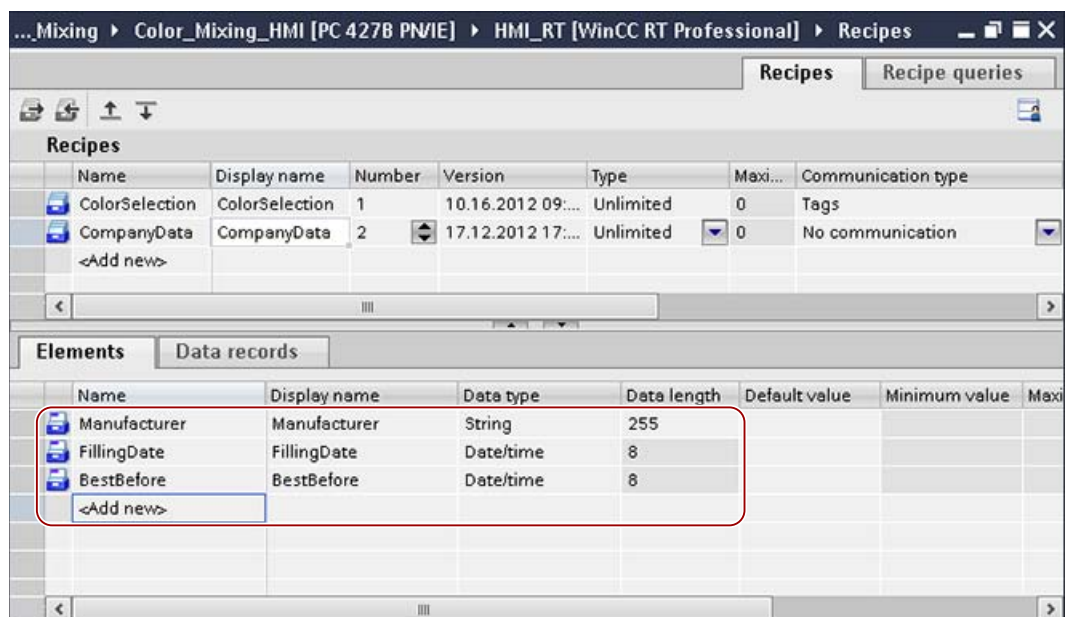 ..._Mixing ▸ Color_Mixing_HMI [PC 427B PN/IE] ▸ HMI_RT [WinCC RT Professional] ▸ Recipes
Recipes Recipe queries
Recipes
Name Display name Number Version Type Maxi... Communication type
ColorSelection ColorSelection 1 10.16.2012 09:... Unlimited 0 Tags
CompanyData CompanyData 2 17.12.2012 17:... Unlimited 0 No communication
<Add new>
Elements Data records
Name Display name Data type Data length Default value Minimum value Maxi
Manufacturer Manufacturer String 255
FillingDate FillingDate Date/time 8
BestBefore BestBefore Date/time 8
<Add new>